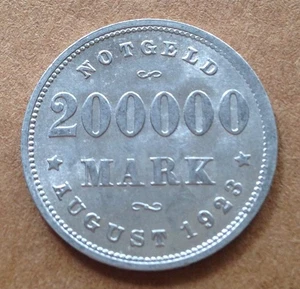 NOTGELD
200000
MARK
AUGUST 1923